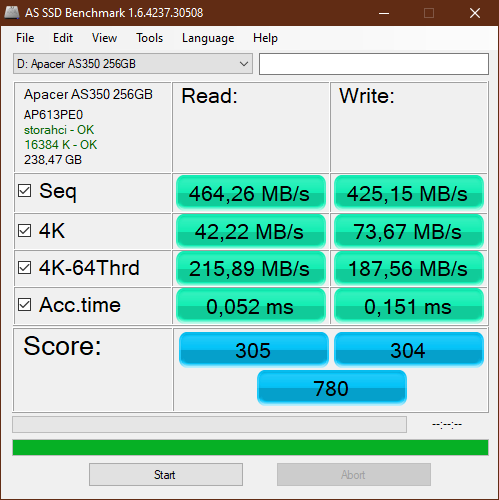 AS SSD Benchmark 1.6.4237.30508
File Edit View Tools Language Help
D: Apacer AS350 256GB
Apacer AS350 256GB
AP613PE0
storahci - OK
16384 K - OK
238,47 GB
Read: Write:
Seq 464,26 MB/s 425,15 MB/s
4K 42,22 MB/s 73,67 MB/s
4K-64Thrd 215,89 MB/s 187,56 MB/s
Acc.time 0,052 ms 0,151 ms
Score: 305 304
780
--:--:--
Start Abort